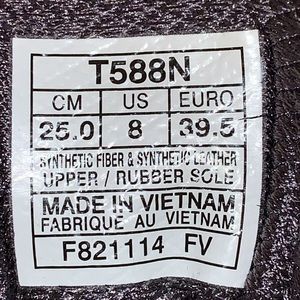 T588N
CM US EURO
25.0 8 39.5
SYNTHETIC FIBER & SYNTHETIC LEATHER
UPPER / RUBBER SOLE
MADE IN VIETNAM
FABRIQUE AU VIETNAM
F821114 FV